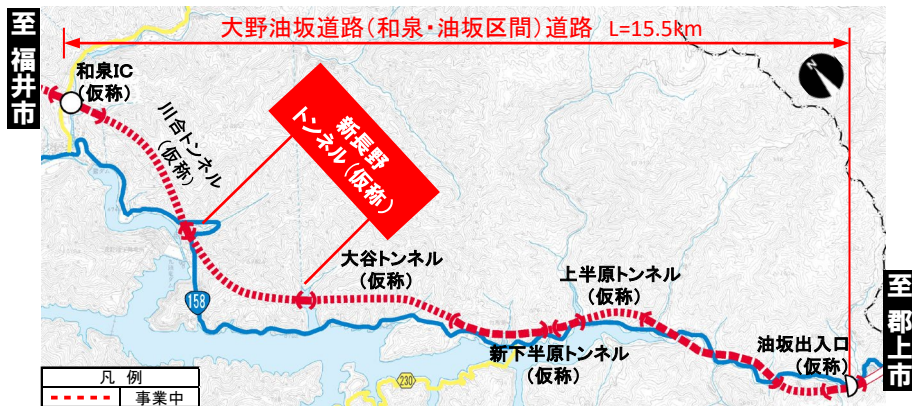 大野油坂道路(和泉・油坂区間)道路 L=15.5km
至 福井市
和泉IC
(仮称)
N
川合トンネル
(仮称)
新長野
トンネル(仮称)
大谷トンネル
(仮称)
上半原トンネル
(仮称)
158
至 郡上市
油坂出入口
(仮称)
新下半原トンネル
(仮称)
230
凡 例
事業中